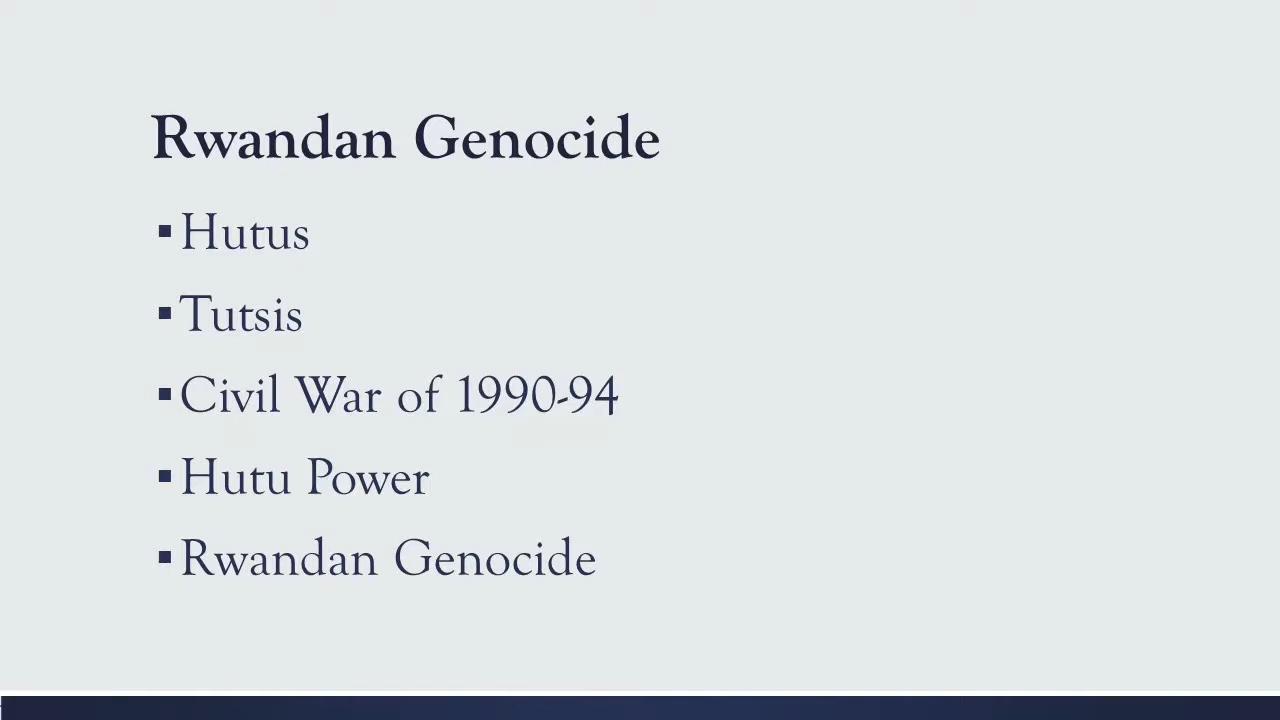 Rwandan Genocide
▪Hutus
▪Tutsis
▪Civil War of 1990-94
▪Hutu Power
▪Rwandan Genocide